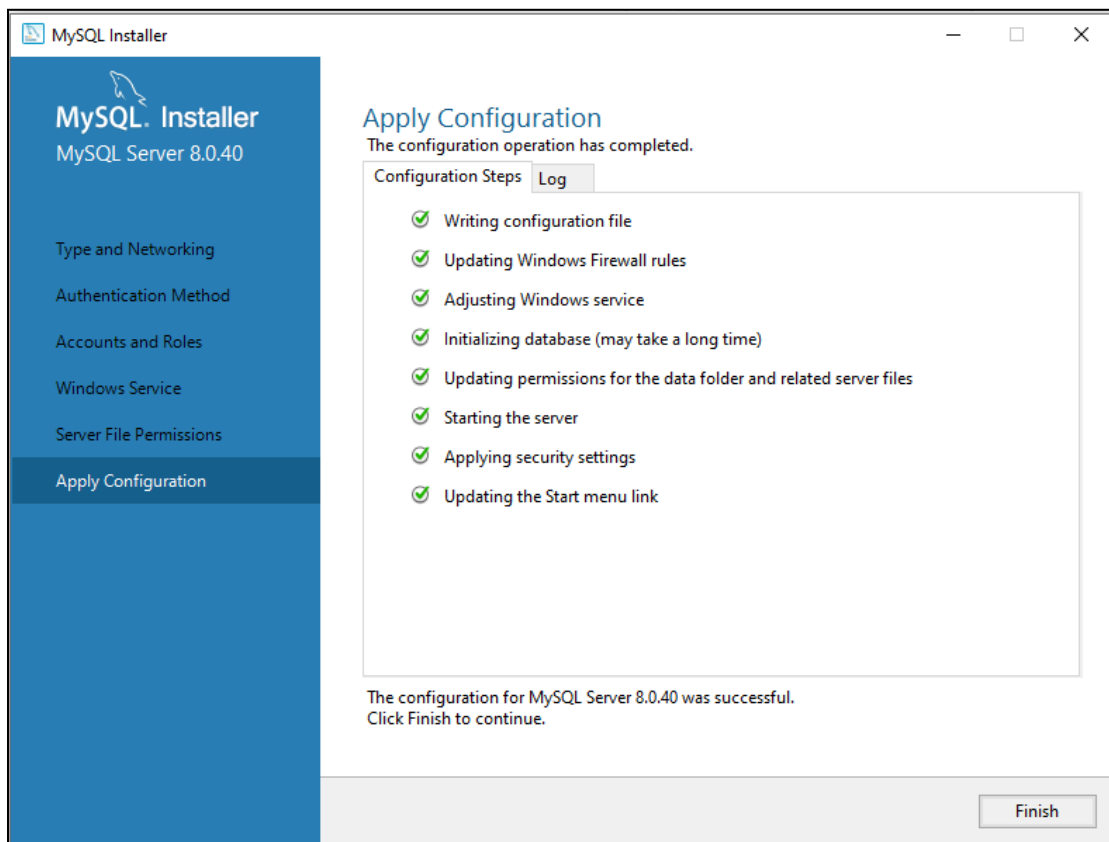 MySQL Installer
MySQL. Installer
MySQL Server 8.0.40
Type and Networking
Authentication Method
Accounts and Roles
Windows Service
Server File Permissions
Apply Configuration
Apply Configuration
The configuration operation has completed.
Configuration Steps
Log
Writing configuration file
Updating Windows Firewall rules
Adjusting Windows service
Initializing database (may take a long time)
Updating permissions for the data folder and related server files
Starting the server
Applying security settings
Updating the Start menu link
The configuration for MySQL Server 8.0.40 was successful.
Click Finish to continue.
Finish